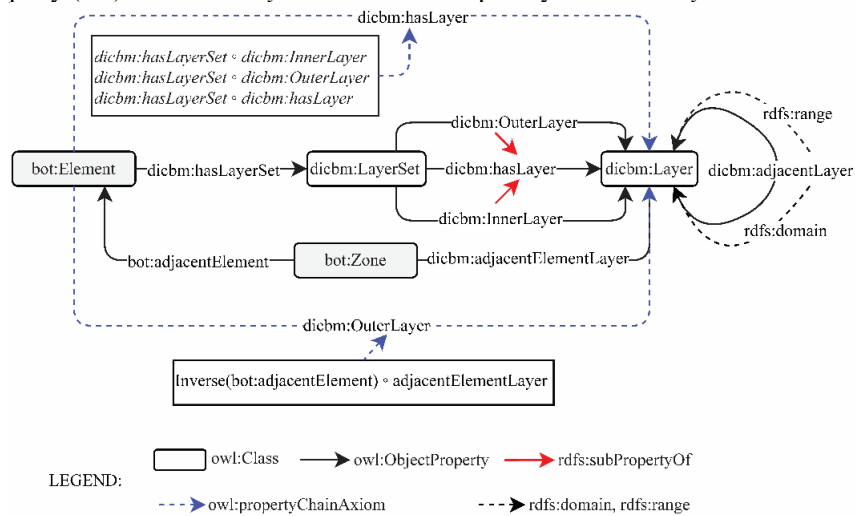 dicbm:hasLayer
dicbm:hasLayerSet ∘ dicbm:InnerLayer
dicbm:hasLayerSet ∘ dicbm:OuterLayer
dicbm:hasLayerSet ∘ dicbm:hasLayer
rdfs:range
dicbm:OuterLayer
bot:Element
dicbm:hasLayerSet
dicbm:LayerSet
dicbm:hasLayer
dicbm:Layer
dicbm:adjacentLayer
dicbm:InnerLayer
rdfs:domain
bot:adjacentElement
bot:Zone
dicbm:adjacentElementLayer
dicbm:OuterLayer
Inverse(bot:adjacentElement) ∘ adjacentElementLayer
owl:Class
owl:ObjectProperty
rdfs:subPropertyOf
LEGEND:
owl:propertyChainAxiom
rdfs:domain, rdfs:range